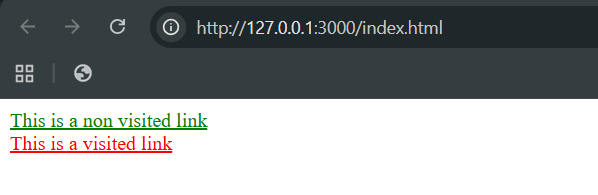 http://127.0.0.1:3000/index.html
This is a non visited link
This is a visited link